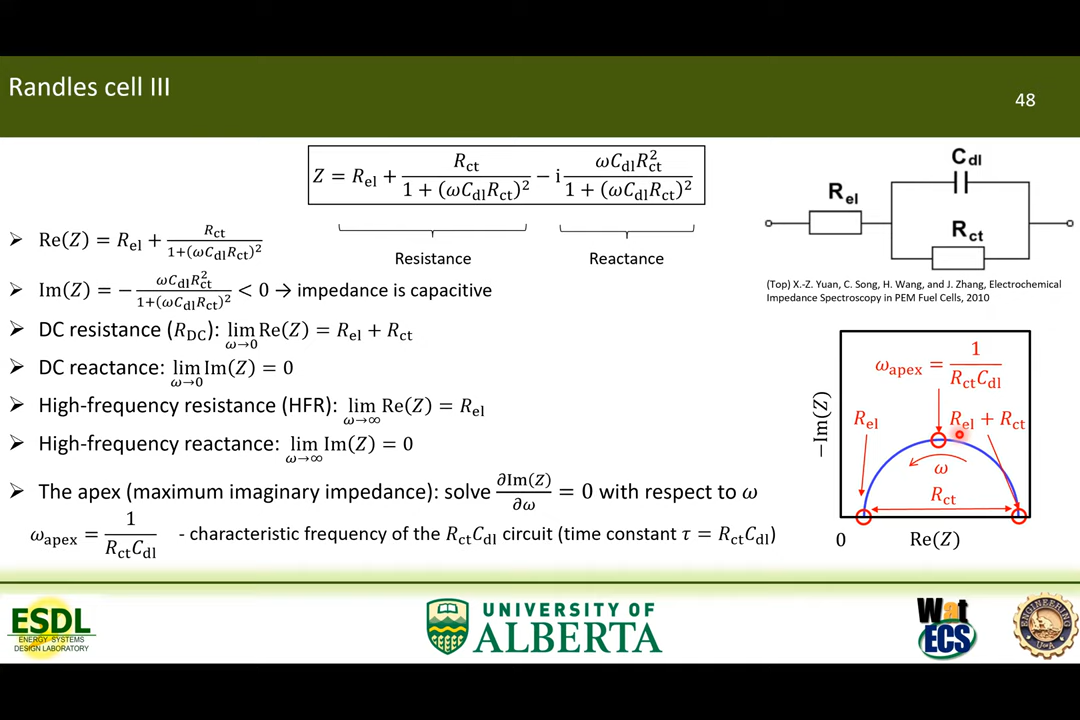 Randles cell III
48
Z = R_el + R_ct / (1 + (ωC_dl R_ct)²) − i ωC_dl R_ct² / (1 + (ωC_dl R_ct)²)
Resistance
Reactance
➢ Re(Z) = R_el + R_ct / (1+(ωC_dl R_ct)²)
➢ Im(Z) = − ωC_dl R_ct² / (1+(ωC_dl R_ct)²) < 0 → impedance is capacitive
➢ DC resistance (R_DC): lim_{ω→0} Re(Z) = R_el + R_ct
➢ DC reactance: lim_{ω→0} Im(Z) = 0
➢ High-frequency resistance (HFR): lim_{ω→∞} Re(Z) = R_el
➢ High-frequency reactance: lim_{ω→∞} Im(Z) = 0
➢ The apex (maximum imaginary impedance): solve ∂Im(Z)/∂ω = 0 with respect to ω
ω_apex = 1 / (R_ct C_dl) - characteristic frequency of the R_ct C_dl circuit (time constant τ = R_ct C_dl)
C_dl
R_el
R_ct
(Top) X.-Z. Yuan, C. Song, H. Wang, and J. Zhang, Electrochemical
Impedance Spectroscopy in PEM Fuel Cells, 2010
ω_apex = 1 / (R_ct C_dl)
R_el
R_el + R_ct
ω
R_ct
−Im(Z)
0
Re(Z)
ESDL
ENERGY SYSTEMS
DESIGN LABORATORY
UNIVERSITY OF
ALBERTA
Wat
ECS
ENGINEERING
U of A